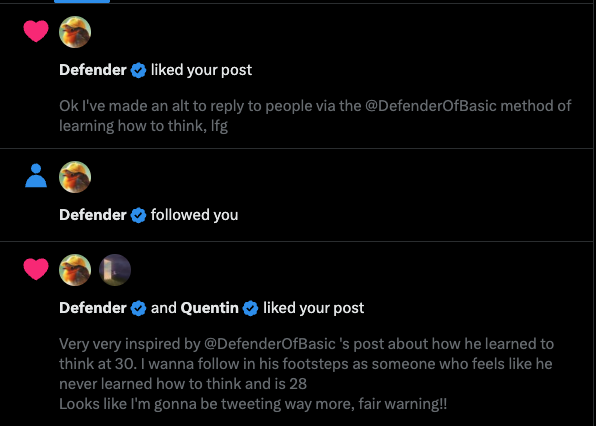 Defender liked your post
Ok I've made an alt to reply to people via the @DefenderOfBasic method of
learning how to think, lfg
Defender followed you
Defender and Quentin liked your post
Very very inspired by @DefenderOfBasic 's post about how he learned to
think at 30. I wanna follow in his footsteps as someone who feels like he
never learned how to think and is 28
Looks like I'm gonna be tweeting way more, fair warning!!